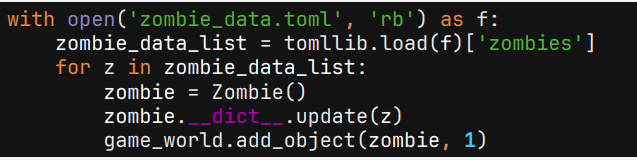 with open('zombie_data.toml', 'rb') as f:
    zombie_data_list = tomllib.load(f)['zombies']
    for z in zombie_data_list:
        zombie = Zombie()
        zombie.__dict__.update(z)
        game_world.add_object(zombie, 1)